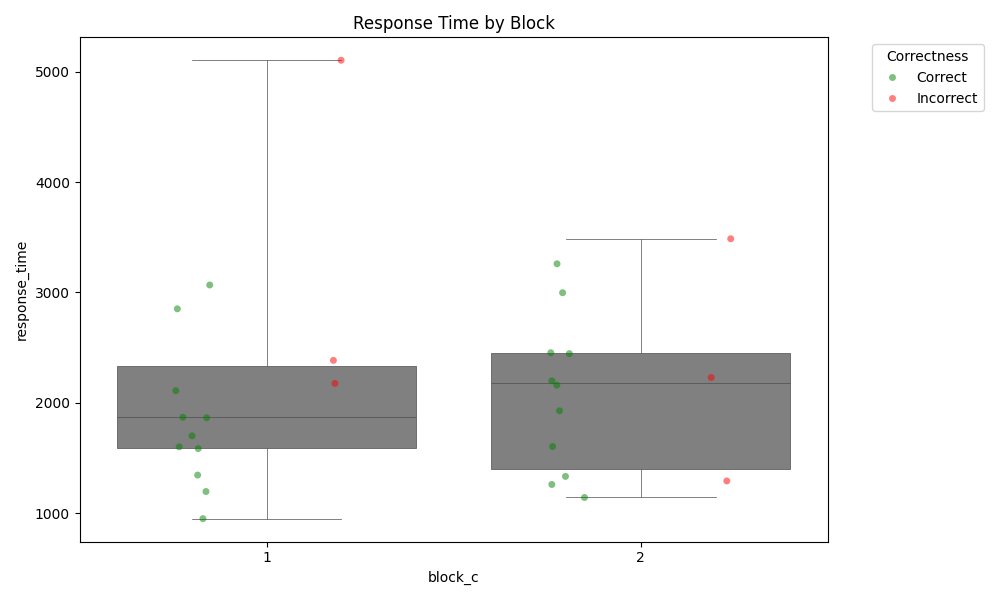 Response Time by Block
Correctness
Correct
Incorrect
response_time
5000
4000
3000
2000
1000
1
2
block_c